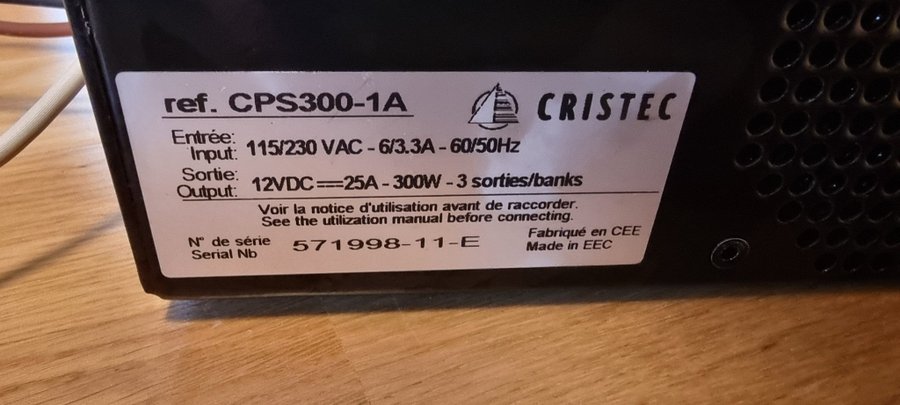 ref. CPS300-1A
CRISTEC
Entrée:
Input: 115/230 VAC - 6/3.3A - 60/50Hz
Sortie:
Output: 12VDC⎓25A - 300W - 3 sorties/banks
Voir la notice d'utilisation avant de raccorder.
See the utilization manual before connecting.
N° de série
Serial Nb 571998-11-E
Fabriqué en CEE
Made in EEC